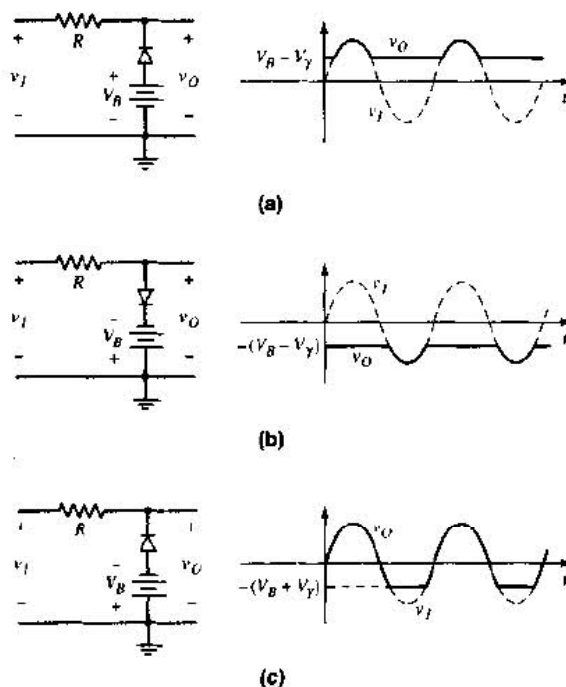 + R + + V_B − V_γ v_O
v_I V_B v_O t
− − − v_I
(a)
+ R − + v_I
v_I V_B v_O −(V_B − V_γ) t
− + − v_O
(b)
+ R − + v_O
v_I V_B v_O −(V_B + V_γ) t
− + − v_I
(c)